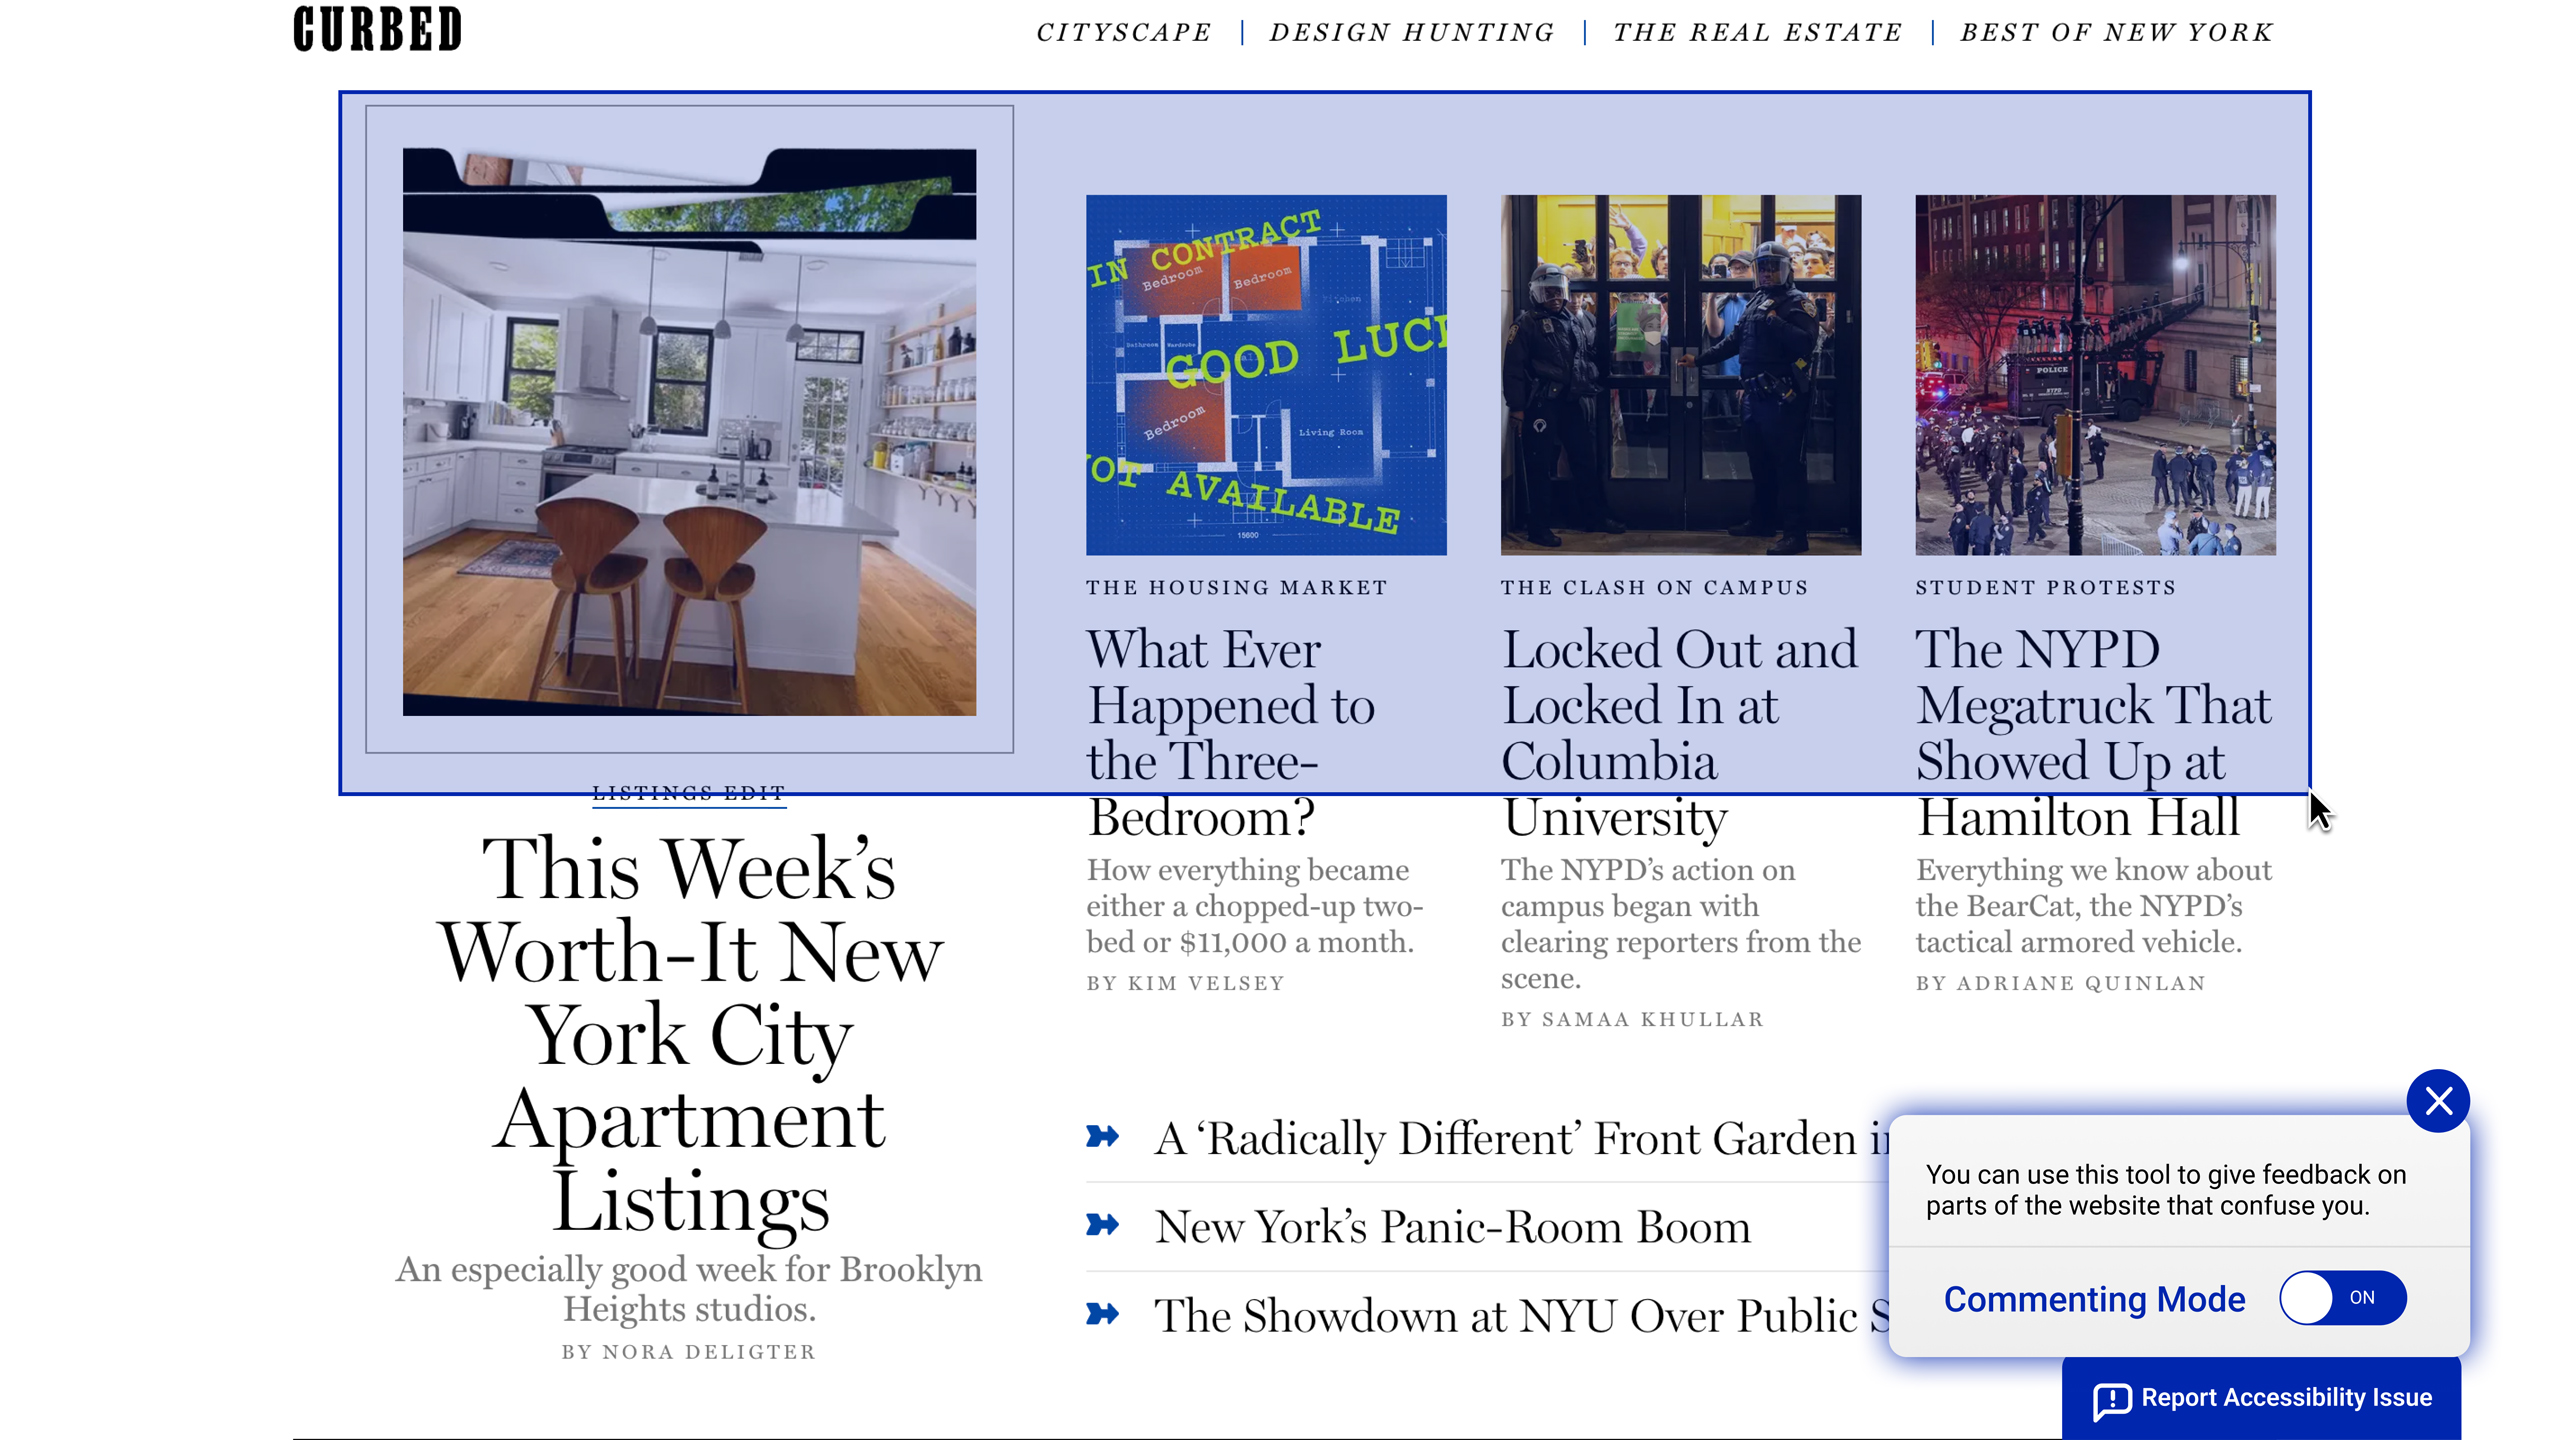 CURBED
CITYSCAPE
DESIGN HUNTING
THE REAL ESTATE
BEST OF NEW YORK
IN CONTRACT
Bedroom
Bedroom
Kitchen
Bathroom
Wardrobe
GOOD LUC
Bedroom
Living Room
OT AVAILABLE
15600
POLICE
NYPD
THE HOUSING MARKET
What Ever
Happened to
the Three-
Bedroom?
How everything became
either a chopped-up two-
bed or $11,000 a month.
BY KIM VELSEY
THE CLASH ON CAMPUS
Locked Out and
Locked In at
Columbia
University
The NYPD’s action on
campus began with
clearing reporters from the
scene.
BY SAMAA KHULLAR
STUDENT PROTESTS
The NYPD
Megatruck That
Showed Up at
Hamilton Hall
Everything we know about
the BearCat, the NYPD’s
tactical armored vehicle.
BY ADRIANE QUINLAN
LISTINGS EDIT
This Week’s
Worth-It New
York City
Apartment
Listings
An especially good week for Brooklyn
Heights studios.
BY NORA DELIGTER
A ‘Radically Different’ Front Garden i
New York’s Panic-Room Boom
The Showdown at NYU Over Public S
You can use this tool to give feedback on
parts of the website that confuse you.
Commenting Mode
ON
Report Accessibility Issue